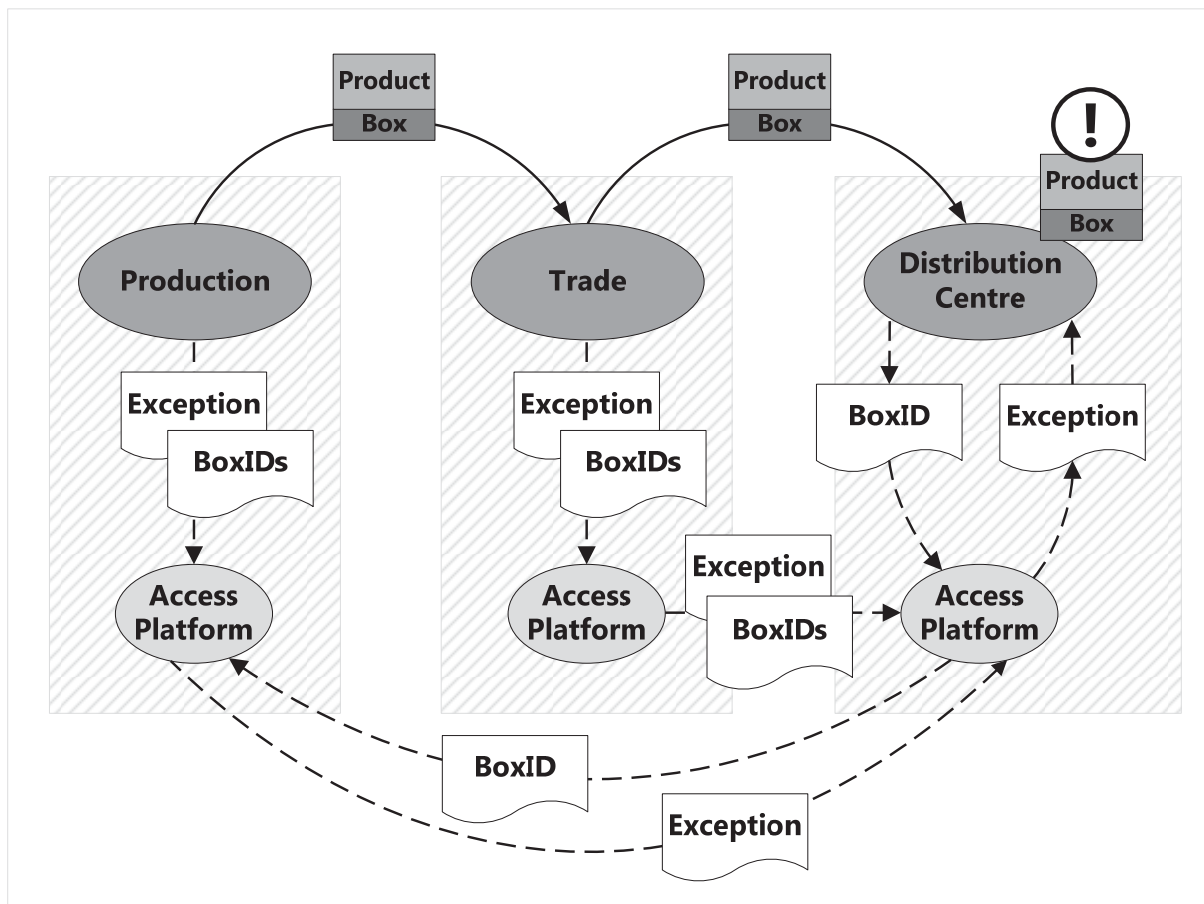 Product
Box
Product
Box
!
Product
Box
Production
Trade
Distribution
Centre
Exception
BoxIDs
Exception
BoxIDs
BoxID
Exception
Access
Platform
Access
Platform
Exception
BoxIDs
Access
Platform
BoxID
Exception